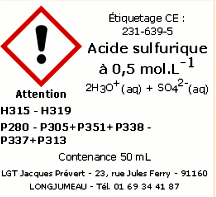 Étiquetage CE :
231-639-5
Acide sulfurique
à 0,5 mol.L⁻¹
2H₃O⁺(aq) + SO₄²⁻(aq)
Attention
H315 - H319
P280 - P305+P351+P338 -
P337+P313
Contenance 50 mL
LGT Jacques Prévert - 23, rue Jules Ferry - 91160
LONGJUMEAU - Tél. 01 69 34 41 87